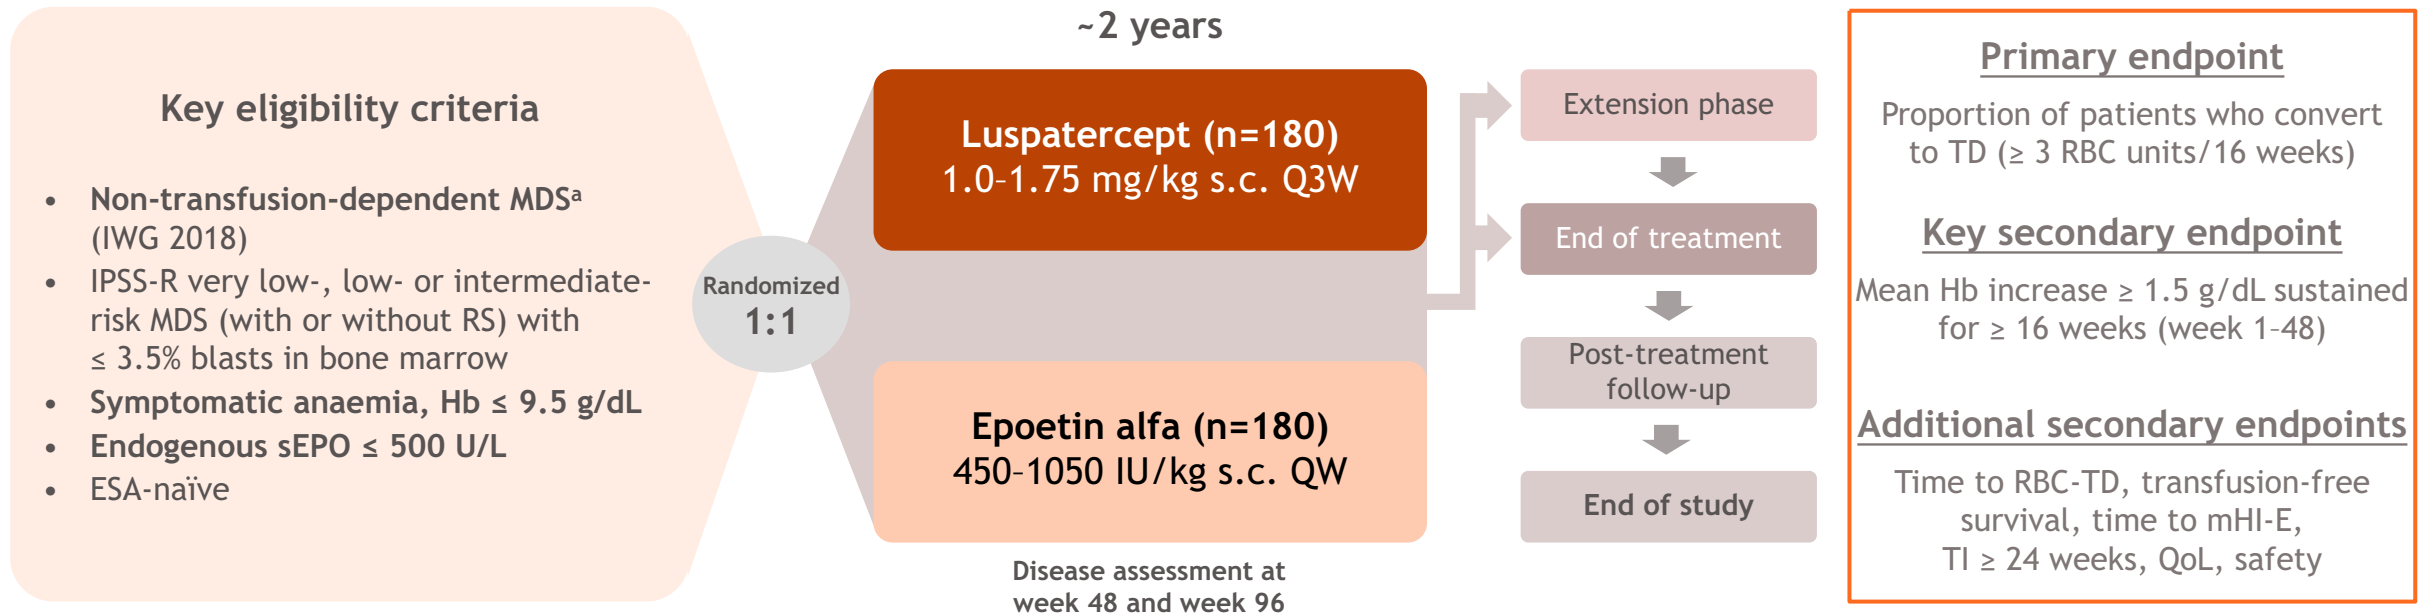 Key eligibility criteria
• Non-transfusion-dependent MDSᵃ
(IWG 2018)
• IPSS-R very low-, low- or intermediate-
risk MDS (with or without RS) with
≤ 3.5% blasts in bone marrow
• Symptomatic anaemia, Hb ≤ 9.5 g/dL
• Endogenous sEPO ≤ 500 U/L
• ESA-naïve
Randomized
1:1
~2 years
Luspatercept (n=180)
1.0–1.75 mg/kg s.c. Q3W
Epoetin alfa (n=180)
450–1050 IU/kg s.c. QW
Disease assessment at
week 48 and week 96
Extension phase
End of treatment
Post-treatment
follow-up
End of study
Primary endpoint
Proportion of patients who convert
to TD (≥ 3 RBC units/16 weeks)
Key secondary endpoint
Mean Hb increase ≥ 1.5 g/dL sustained
for ≥ 16 weeks (week 1–48)
Additional secondary endpoints
Time to RBC-TD, transfusion-free
survival, time to mHI-E,
TI ≥ 24 weeks, QoL, safety